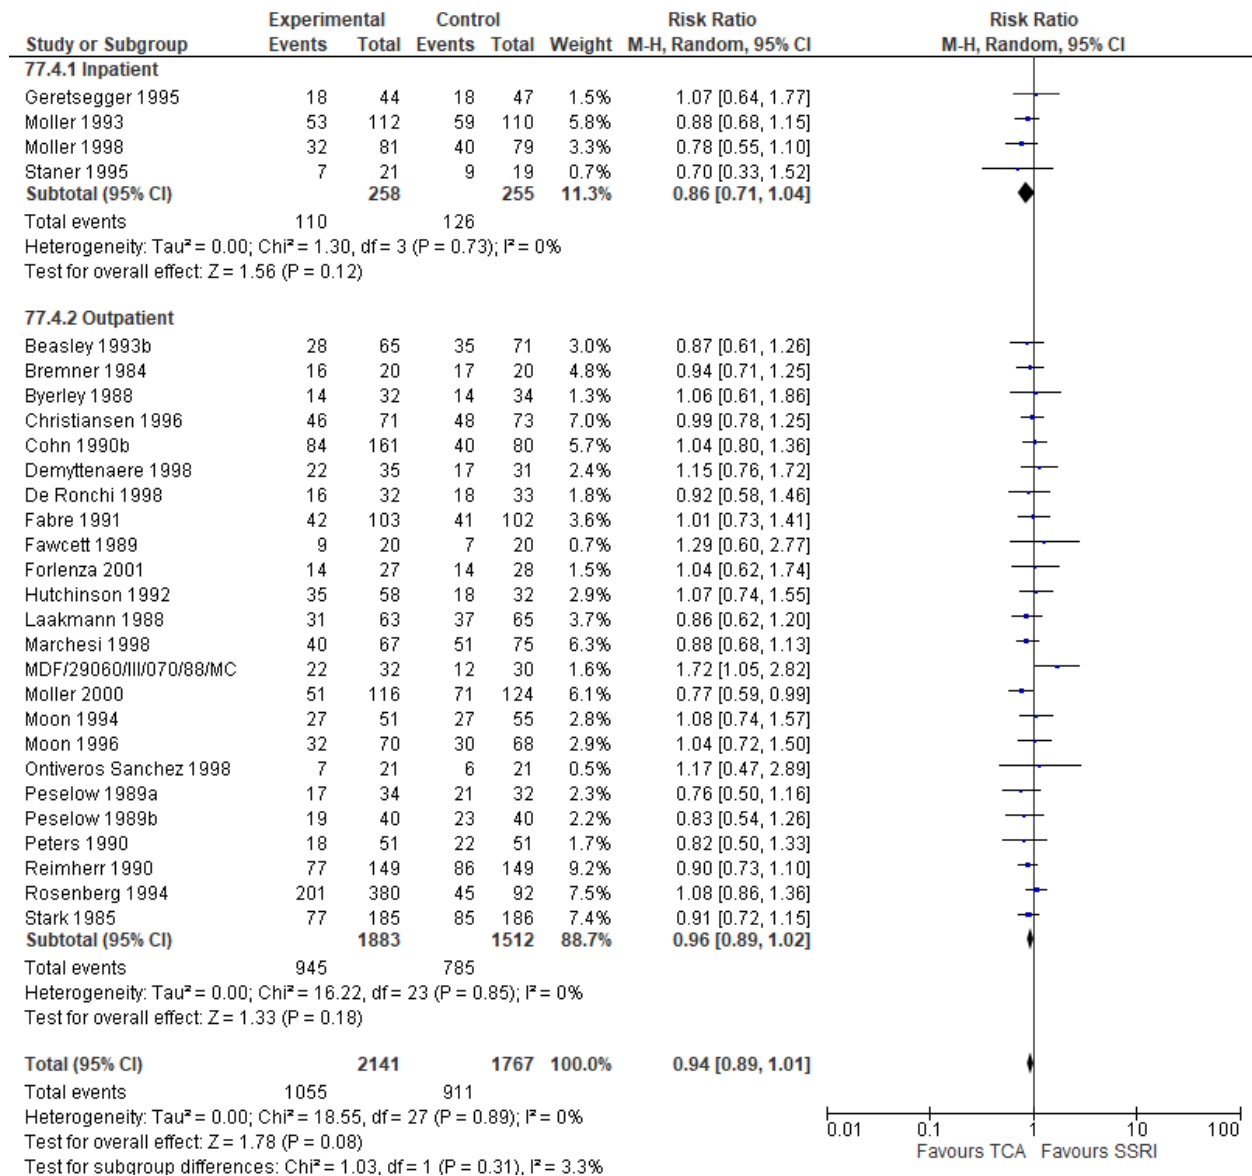 Experimental Control Risk Ratio Risk Ratio
Study or Subgroup Events Total Events Total Weight M-H, Random, 95% CI M-H, Random, 95% CI
77.4.1 Inpatient
Geretsegger 1995 18 44 18 47 1.5% 1.07 [0.64, 1.77]
Moller 1993 53 112 59 110 5.8% 0.88 [0.68, 1.15]
Moller 1998 32 81 40 79 3.3% 0.78 [0.55, 1.10]
Staner 1995 7 21 9 19 0.7% 0.70 [0.33, 1.52]
Subtotal (95% CI) 258 255 11.3% 0.86 [0.71, 1.04]
Total events 110 126
Heterogeneity: Tau² = 0.00; Chi² = 1.30, df = 3 (P = 0.73); I² = 0%
Test for overall effect: Z = 1.56 (P = 0.12)
77.4.2 Outpatient
Beasley 1993b 28 65 35 71 3.0% 0.87 [0.61, 1.26]
Bremner 1984 16 20 17 20 4.8% 0.94 [0.71, 1.25]
Byerley 1988 14 32 14 34 1.3% 1.06 [0.61, 1.86]
Christiansen 1996 46 71 48 73 7.0% 0.99 [0.78, 1.25]
Cohn 1990b 84 161 40 80 5.7% 1.04 [0.80, 1.36]
Demyttenaere 1998 22 35 17 31 2.4% 1.15 [0.76, 1.72]
De Ronchi 1998 16 32 18 33 1.8% 0.92 [0.58, 1.46]
Fabre 1991 42 103 41 102 3.6% 1.01 [0.73, 1.41]
Fawcett 1989 9 20 7 20 0.7% 1.29 [0.60, 2.77]
Forlenza 2001 14 27 14 28 1.5% 1.04 [0.62, 1.74]
Hutchinson 1992 35 58 18 32 2.9% 1.07 [0.74, 1.55]
Laakmann 1988 31 63 37 65 3.7% 0.86 [0.62, 1.20]
Marchesi 1998 40 67 51 75 6.3% 0.88 [0.68, 1.13]
MDF/29060/III/070/88/MC 22 32 12 30 1.6% 1.72 [1.05, 2.82]
Moller 2000 51 116 71 124 6.1% 0.77 [0.59, 0.99]
Moon 1994 27 51 27 55 2.8% 1.08 [0.74, 1.57]
Moon 1996 32 70 30 68 2.9% 1.04 [0.72, 1.50]
Ontiveros Sanchez 1998 7 21 6 21 0.5% 1.17 [0.47, 2.89]
Peselow 1989a 17 34 21 32 2.3% 0.76 [0.50, 1.16]
Peselow 1989b 19 40 23 40 2.2% 0.83 [0.54, 1.26]
Peters 1990 18 51 22 51 1.7% 0.82 [0.50, 1.33]
Reimherr 1990 77 149 86 149 9.2% 0.90 [0.73, 1.10]
Rosenberg 1994 201 380 45 92 7.5% 1.08 [0.86, 1.36]
Stark 1985 77 185 85 186 7.4% 0.91 [0.72, 1.15]
Subtotal (95% CI) 1883 1512 88.7% 0.96 [0.89, 1.02]
Total events 945 785
Heterogeneity: Tau² = 0.00; Chi² = 16.22, df = 23 (P = 0.85); I² = 0%
Test for overall effect: Z = 1.33 (P = 0.18)
Total (95% CI) 2141 1767 100.0% 0.94 [0.89, 1.01]
Total events 1055 911
Heterogeneity: Tau² = 0.00; Chi² = 18.55, df = 27 (P = 0.89); I² = 0%
Test for overall effect: Z = 1.78 (P = 0.08)
Test for subgroup differences: Chi² = 1.03, df = 1 (P = 0.31), I² = 3.3%
0.01 0.1 1 10 100
Favours TCA Favours SSRI